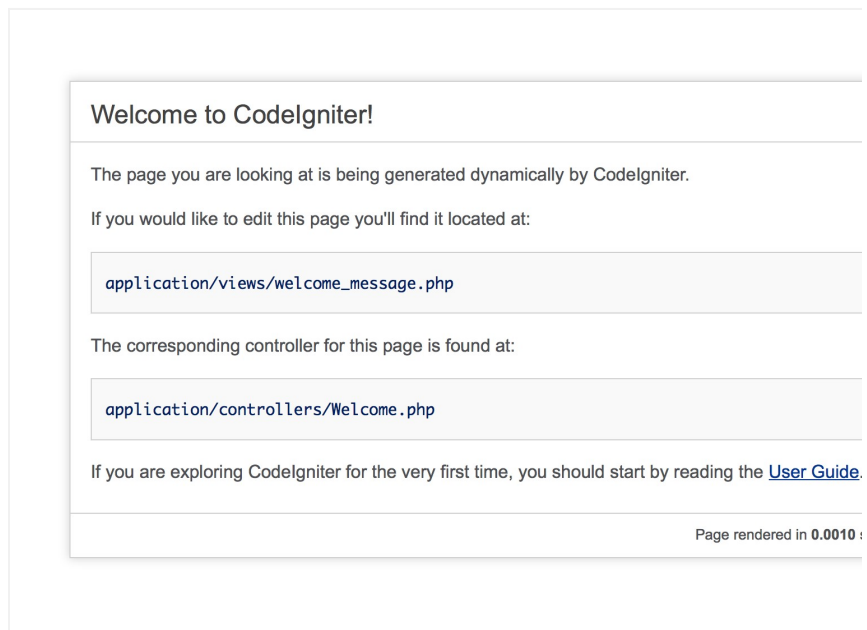 Welcome to CodeIgniter!
The page you are looking at is being generated dynamically by CodeIgniter.
If you would like to edit this page you'll find it located at:
application/views/welcome_message.php
The corresponding controller for this page is found at:
application/controllers/Welcome.php
If you are exploring CodeIgniter for the very first time, you should start by reading the User Guide.
Page rendered in 0.0010